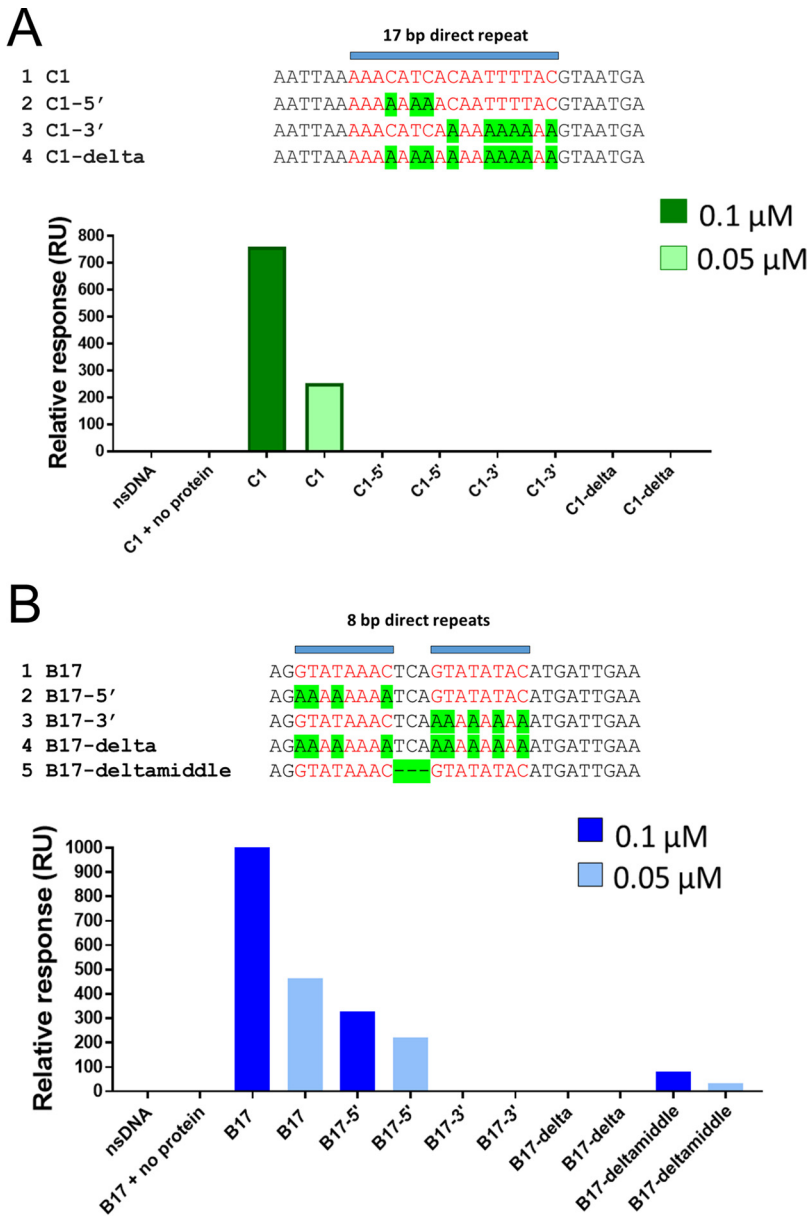 A
17 bp direct repeat
1 C1 AATTAAAAACATCACAATTTTACGTAATGA
2 C1-5′ AATTAAAAAAAAAACAATTTTACGTAATGA
3 C1-3′ AATTAAAAACATCAAAAAAAAAAGTAATGA
4 C1-delta AATTAAAAAAAAAAAAAAAAAAAGTAATGA
0.1 µM
0.05 µM
Relative response (RU)
800
700
600
500
400
300
200
100
0
nsDNA
C1 + no protein
C1
C1
C1-5'
C1-5'
C1-3'
C1-3'
C1-delta
C1-delta
B
8 bp direct repeats
1 B17 AGGTATAAACTCAGTATATACATGATTGAA
2 B17-5′ AGAAAAAAAATCAGTATATACATGATTGAA
3 B17-3′ AGGTATAAACTCAAAAAAAAAATGATTGAA
4 B17-delta AGAAAAAAAATCAAAAAAAAAATGATTGAA
5 B17-deltamiddle AGGTATAAAC---GTATATACATGATTGAA
0.1 µM
0.05 µM
Relative response (RU)
1000
900
800
700
600
500
400
300
200
100
0
nsDNA
B17 + no protein
B17
B17
B17-5'
B17-5'
B17-3'
B17-3'
B17-delta
B17-delta
B17-deltamiddle
B17-deltamiddle